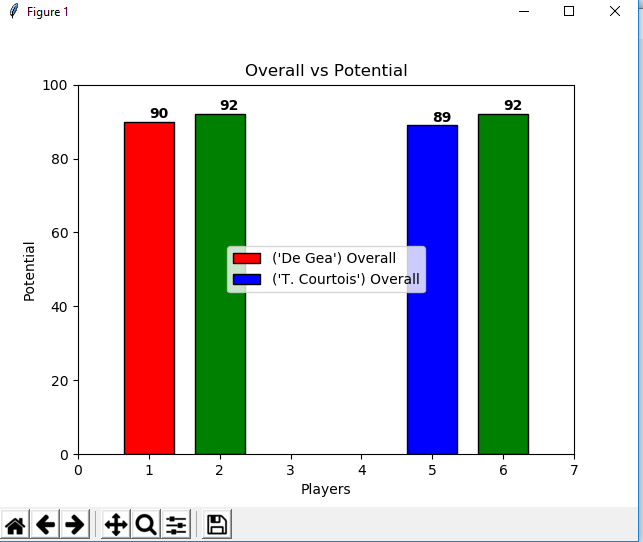 Figure 1
Overall vs Potential
100
80
60
40
20
0
Potential
90
92
89
92
('De Gea') Overall
('T. Courtois') Overall
0 1 2 3 4 5 6 7
Players